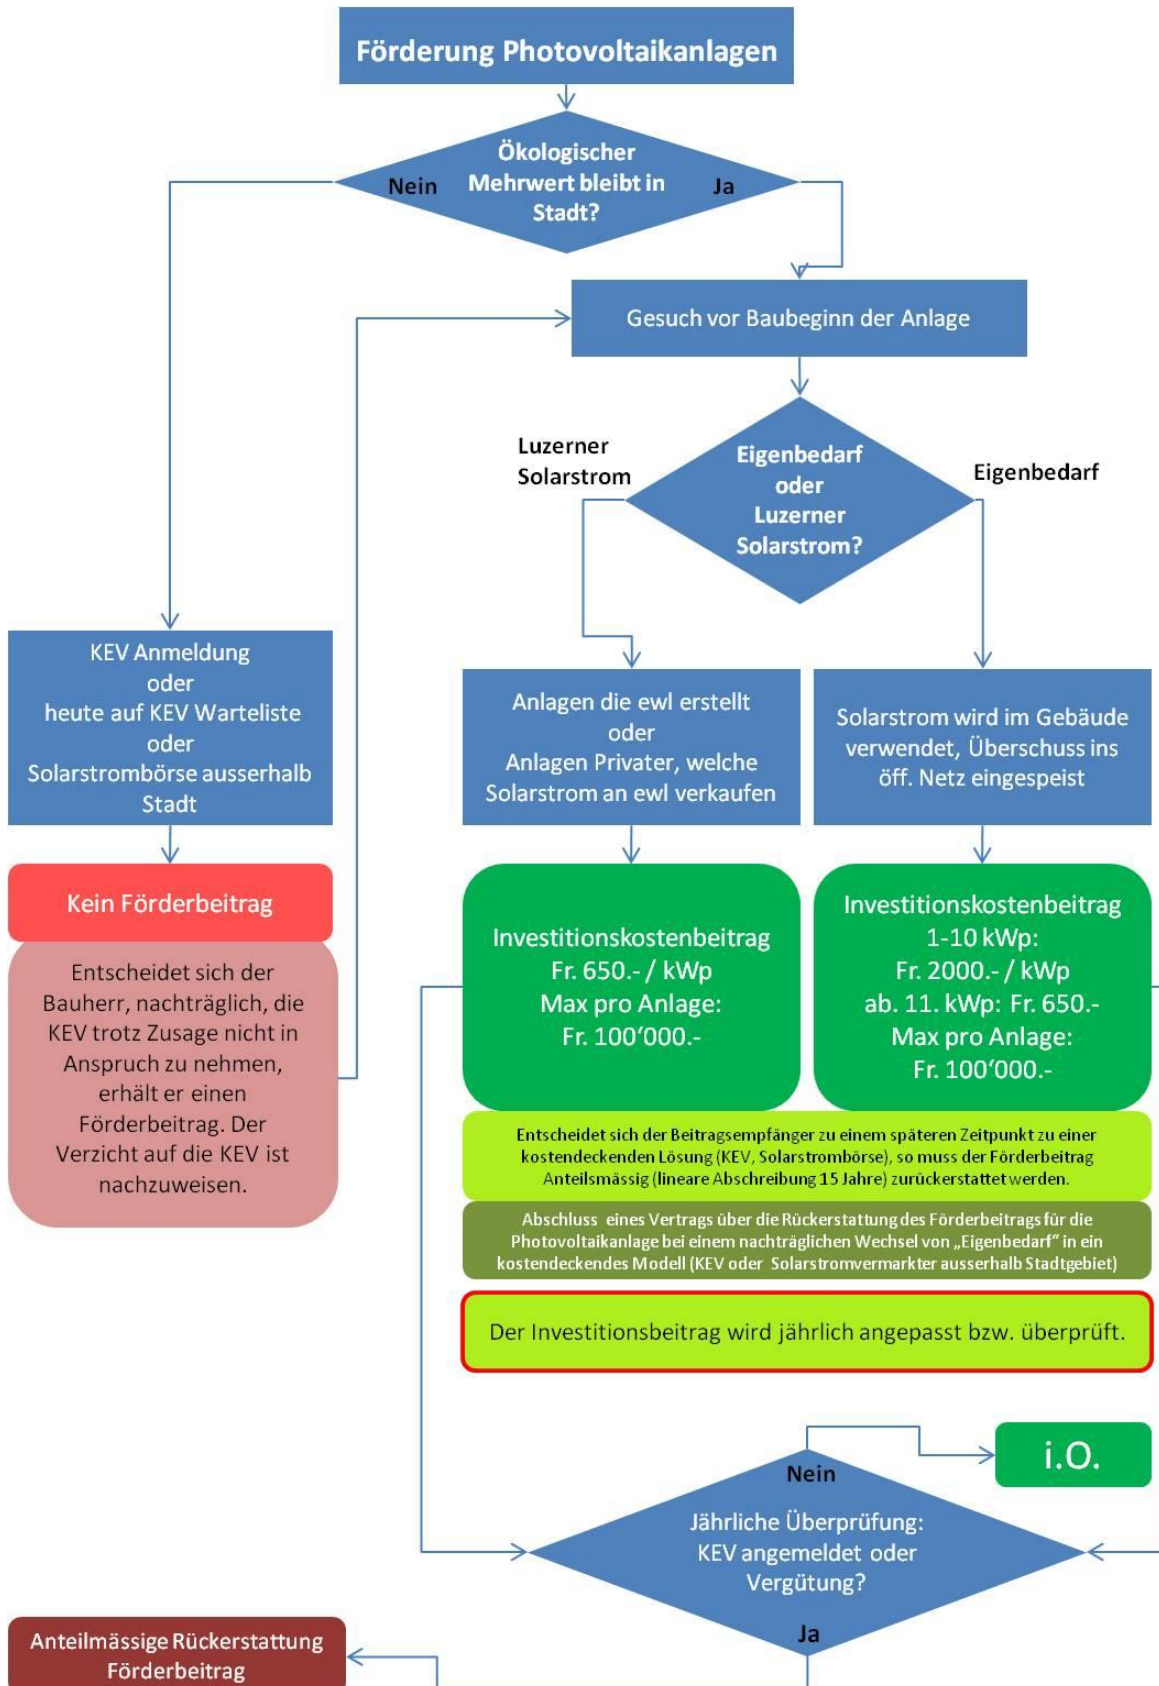 Förderung Photovoltaikanlagen
Ökologischer
Mehrwert bleibt in
Stadt?
Nein
Ja
Gesuch vor Baubeginn der Anlage
Luzerner
Solarstrom
Eigenbedarf
oder
Luzerner
Solarstrom?
Eigenbedarf
KEV Anmeldung
oder
heute auf KEV Warteliste
oder
Solarstrombörse ausserhalb
Stadt
Anlagen die ewl erstellt
oder
Anlagen Privater, welche
Solarstrom an ewl verkaufen
Solarstrom wird im Gebäude
verwendet, Überschuss ins
öff. Netz eingespeist
Kein Förderbeitrag
Entscheidet sich der
Bauherr, nachträglich, die
KEV trotz Zusage nicht in
Anspruch zu nehmen,
erhält er einen
Förderbeitrag. Der
Verzicht auf die KEV ist
nachzuweisen.
Investitionskostenbeitrag
Fr. 650.- / kWp
Max pro Anlage:
Fr. 100‘000.-
Investitionskostenbeitrag
1-10 kWp:
Fr. 2000.- / kWp
ab. 11. kWp: Fr. 650.-
Max pro Anlage:
Fr. 100‘000.-
Entscheidet sich der Beitragsempfänger zu einem späteren Zeitpunkt zu einer
kostendeckenden Lösung (KEV, Solarstrombörse), so muss der Förderbeitrag
Anteilsmässig (lineare Abschreibung 15 Jahre) zurückerstattet werden.
Abschluss eines Vertrags über die Rückerstattung des Förderbeitrags für die
Photovoltaikanlage bei einem nachträglichen Wechsel von „Eigenbedarf“ in ein
kostendeckendes Modell (KEV oder Solarstromvermarkter ausserhalb Stadtgebiet)
Der Investitionsbeitrag wird jährlich angepasst bzw. überprüft.
i.O.
Nein
Jährliche Überprüfung:
KEV angemeldet oder
Vergütung?
Ja
Anteilmässige Rückerstattung
Förderbeitrag